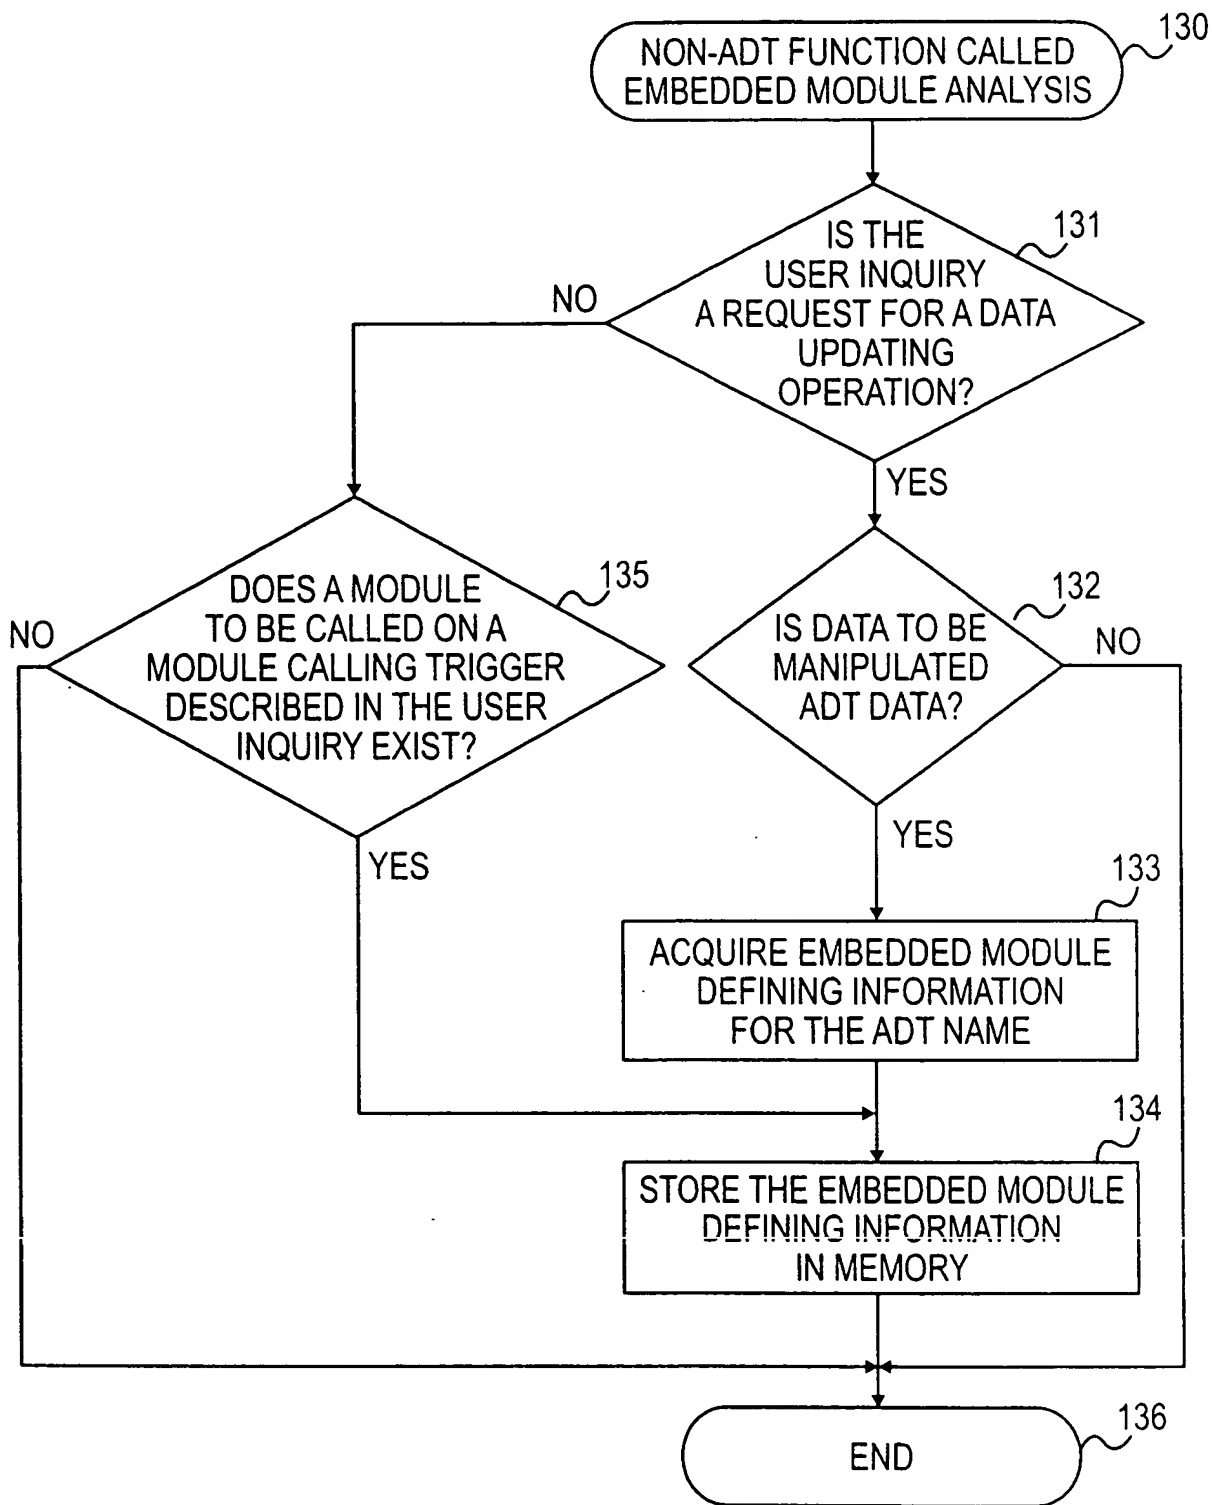 130
NON-ADT FUNCTION CALLED
EMBEDDED MODULE ANALYSIS
131
IS THE
USER INQUIRY
A REQUEST FOR A DATA
UPDATING
OPERATION?
NO
YES
135
DOES A MODULE
TO BE CALLED ON A
MODULE CALLING TRIGGER
DESCRIBED IN THE USER
INQUIRY EXIST?
NO
YES
132
IS DATA TO BE
MANIPULATED
ADT DATA?
NO
YES
133
ACQUIRE EMBEDDED MODULE
DEFINING INFORMATION
FOR THE ADT NAME
134
STORE THE EMBEDDED MODULE
DEFINING INFORMATION
IN MEMORY
136
END